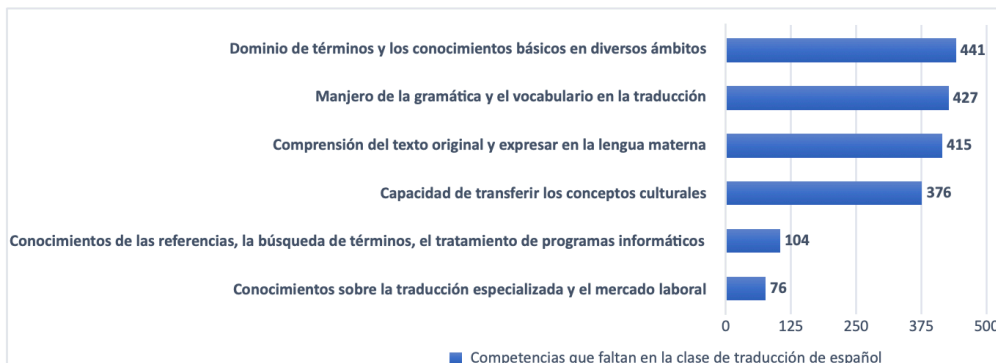 Dominio de términos y los conocimientos básicos en diversos ámbitos 441
Manjero de la gramática y el vocabulario en la traducción 427
Comprensión del texto original y expresar en la lengua materna 415
Capacidad de transferir los conceptos culturales 376
Conocimientos de las referencias, la búsqueda de términos, el tratamiento de programas informáticos 104
Conocimientos sobre la traducción especializada y el mercado laboral 76
0 125 250 375 500
Competencias que faltan en la clase de traducción de español